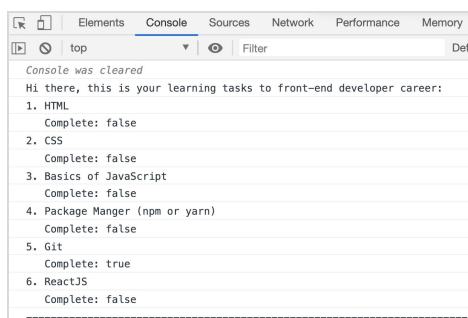 Elements Console Sources Network Performance Memory
top Filter Def
Console was cleared
Hi there, this is your learning tasks to front-end developer career:
1. HTML
Complete: false
2. CSS
Complete: false
3. Basics of JavaScript
Complete: false
4. Package Manger (npm or yarn)
Complete: false
5. Git
Complete: true
6. ReactJS
Complete: false
------------------------------------------------------------------------